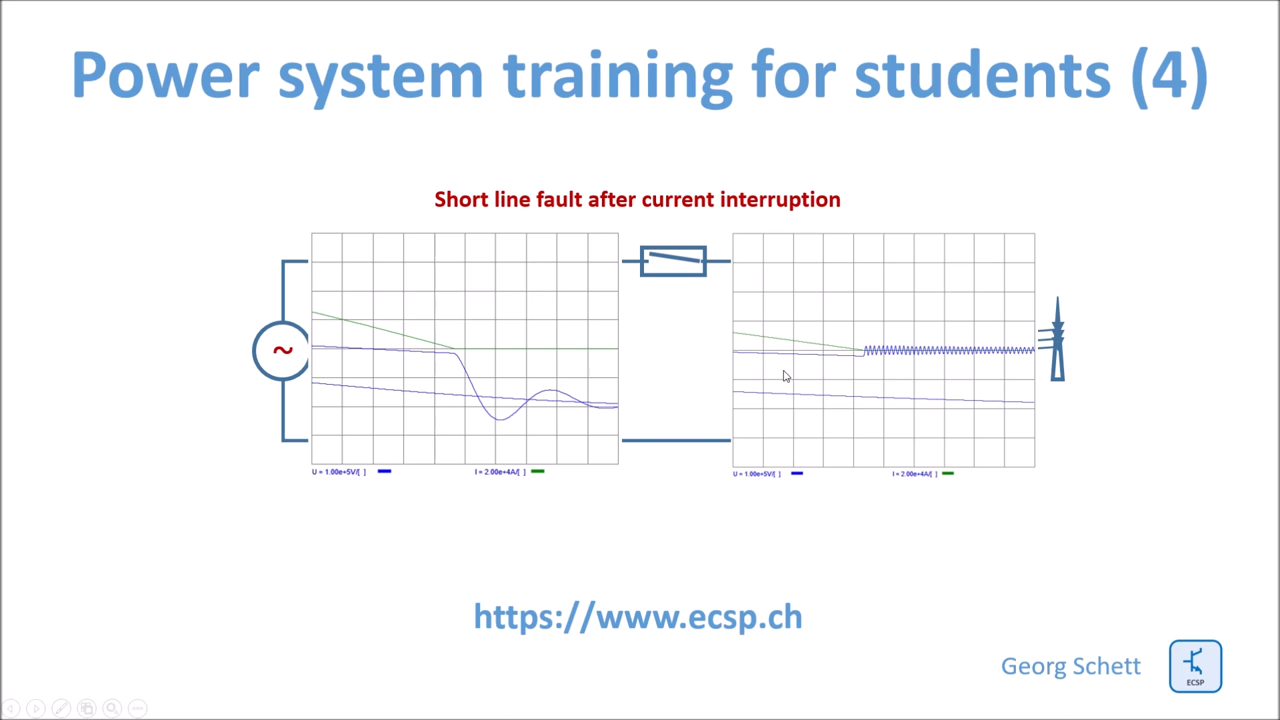 Power system training for students (4)
Short line fault after current interruption
~
U = 1.00e+5V/[ ]
I = 2.00e+4A/[ ]
U = 1.00e+5V/[ ]
I = 2.00e+4A/[ ]
https://www.ecsp.ch
Georg Schett
ECSP